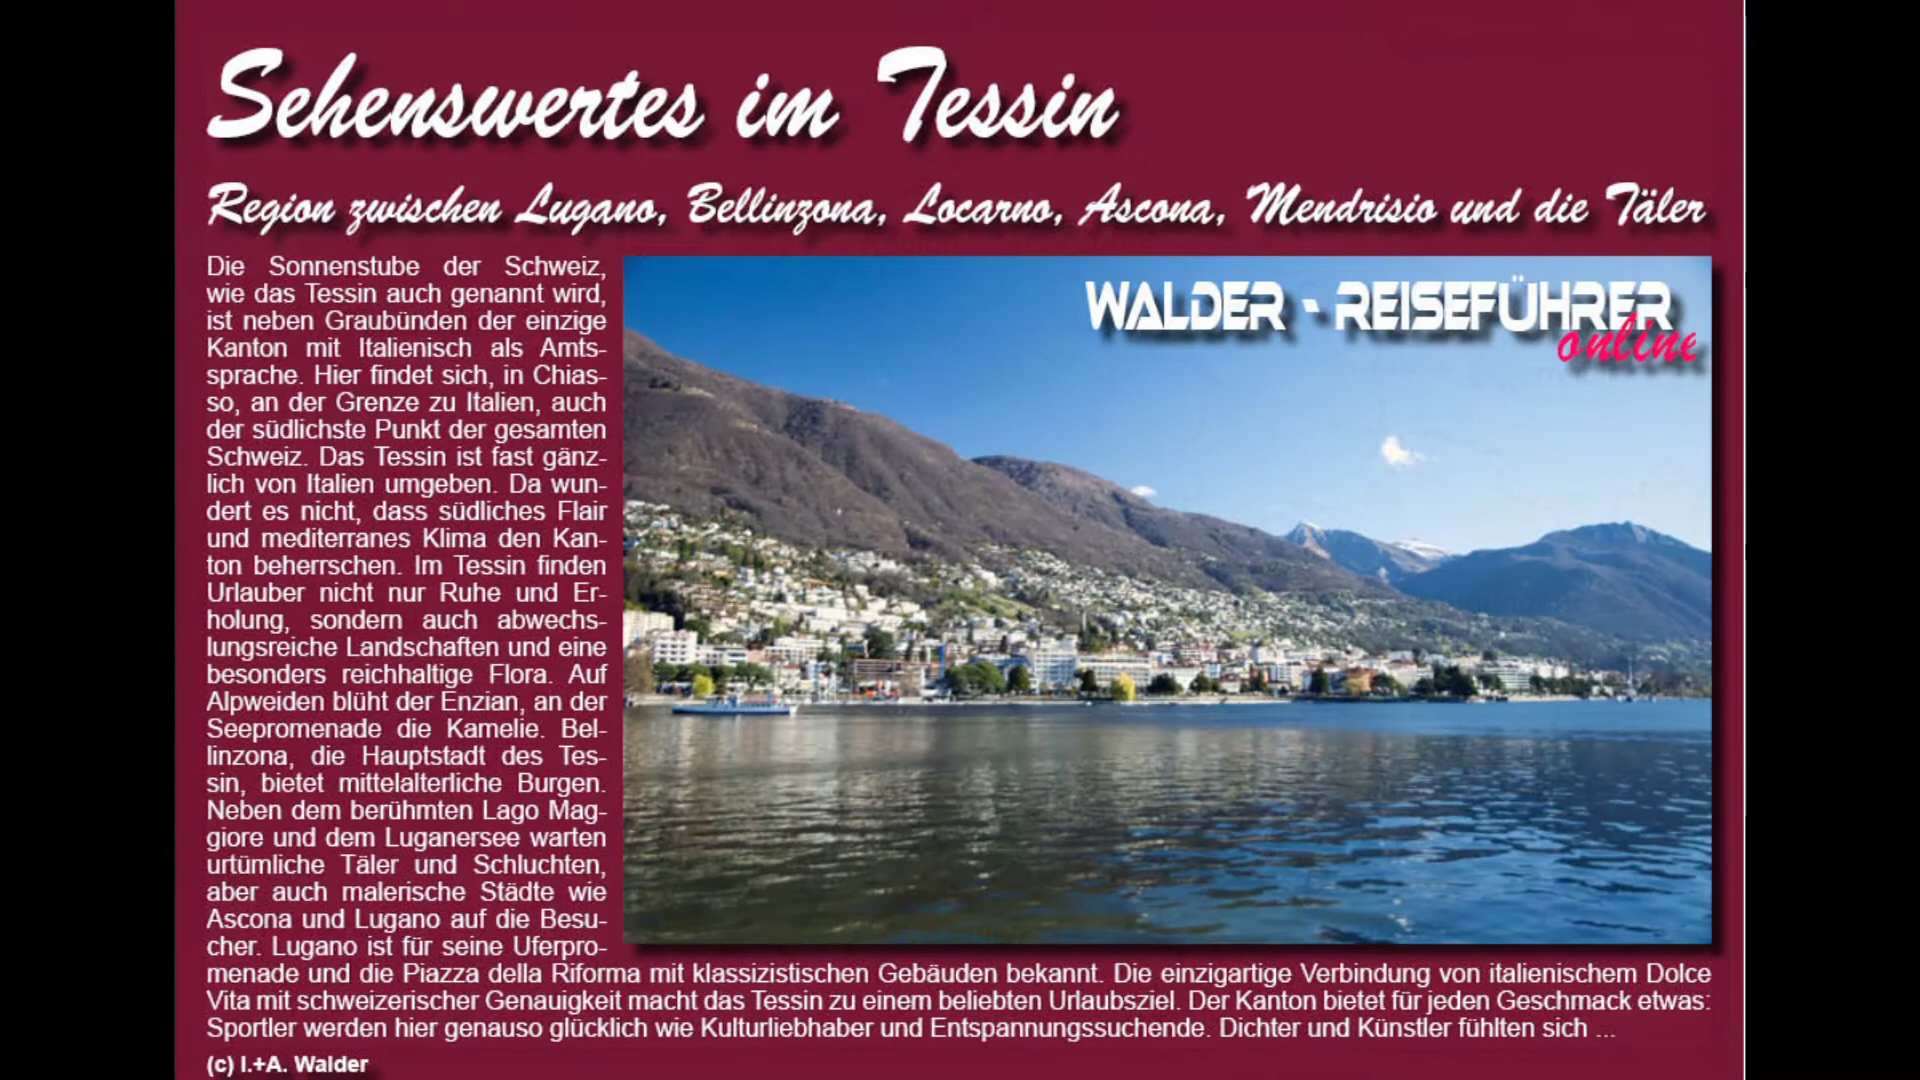 Sehenswertes im Tessin
Region zwischen Lugano, Bellinzona, Locarno, Ascona, Mendrisio und die Täler
WALDER - REISEFÜHRER
online
Die Sonnenstube der Schweiz,
wie das Tessin auch genannt wird,
ist neben Graubünden der einzige
Kanton mit Italienisch als Amts-
sprache. Hier findet sich, in Chias-
so, an der Grenze zu Italien, auch
der südlichste Punkt der gesamten
Schweiz. Das Tessin ist fast gänz-
lich von Italien umgeben. Da wun-
dert es nicht, dass südliches Flair
und mediterranes Klima den Kan-
ton beherrschen. Im Tessin finden
Urlauber nicht nur Ruhe und Er-
holung, sondern auch abwechs-
lungsreiche Landschaften und eine
besonders reichhaltige Flora. Auf
Alpweiden blüht der Enzian, an der
Seepromenade die Kamelie. Bel-
linzona, die Hauptstadt des Tes-
sin, bietet mittelalterliche Burgen.
Neben dem berühmten Lago Mag-
giore und dem Luganersee warten
urtümliche Täler und Schluchten,
aber auch malerische Städte wie
Ascona und Lugano auf die Besu-
cher. Lugano ist für seine Uferpro-
menade und die Piazza della Riforma mit klassizistischen Gebäuden bekannt. Die einzigartige Verbindung von italienischem Dolce
Vita mit schweizerischer Genauigkeit macht das Tessin zu einem beliebten Urlaubsziel. Der Kanton bietet für jeden Geschmack etwas:
Sportler werden hier genauso glücklich wie Kulturliebhaber und Entspannungssuchende. Dichter und Künstler fühlten sich ...
(c) I.+A. Walder